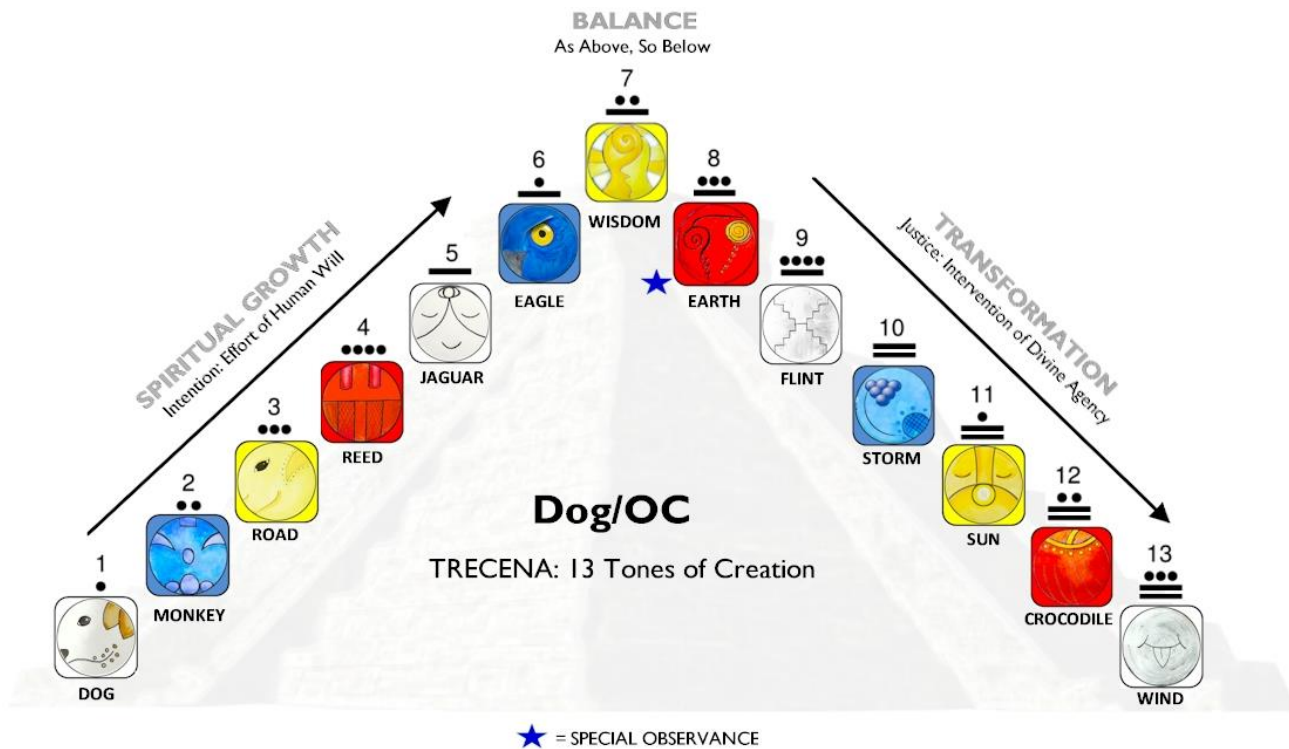 BALANCE
As Above, So Below
7
WISDOM
6
EAGLE
8
EARTH
5
JAGUAR
9
FLINT
4
REED
10
STORM
3
ROAD
11
SUN
2
MONKEY
12
CROCODILE
1
DOG
13
WIND
SPIRITUAL GROWTH
Intention: Effort of Human Will
TRANSFORMATION
Justice: Intervention of Divine Agency
Dog/OC
TRECENA: 13 Tones of Creation
= SPECIAL OBSERVANCE